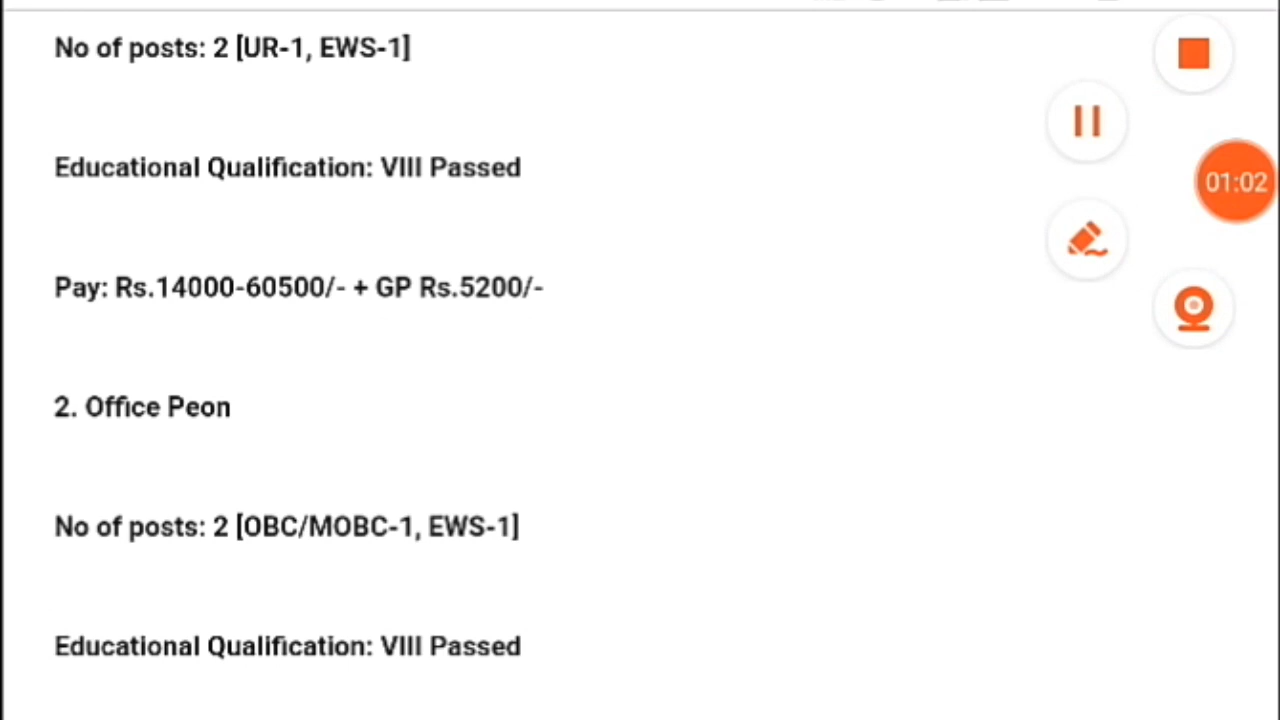 No of posts: 2 [UR-1, EWS-1]
Educational Qualification: VIII Passed
Pay: Rs.14000-60500/- + GP Rs.5200/-
2. Office Peon
No of posts: 2 [OBC/MOBC-1, EWS-1]
Educational Qualification: VIII Passed
01:02